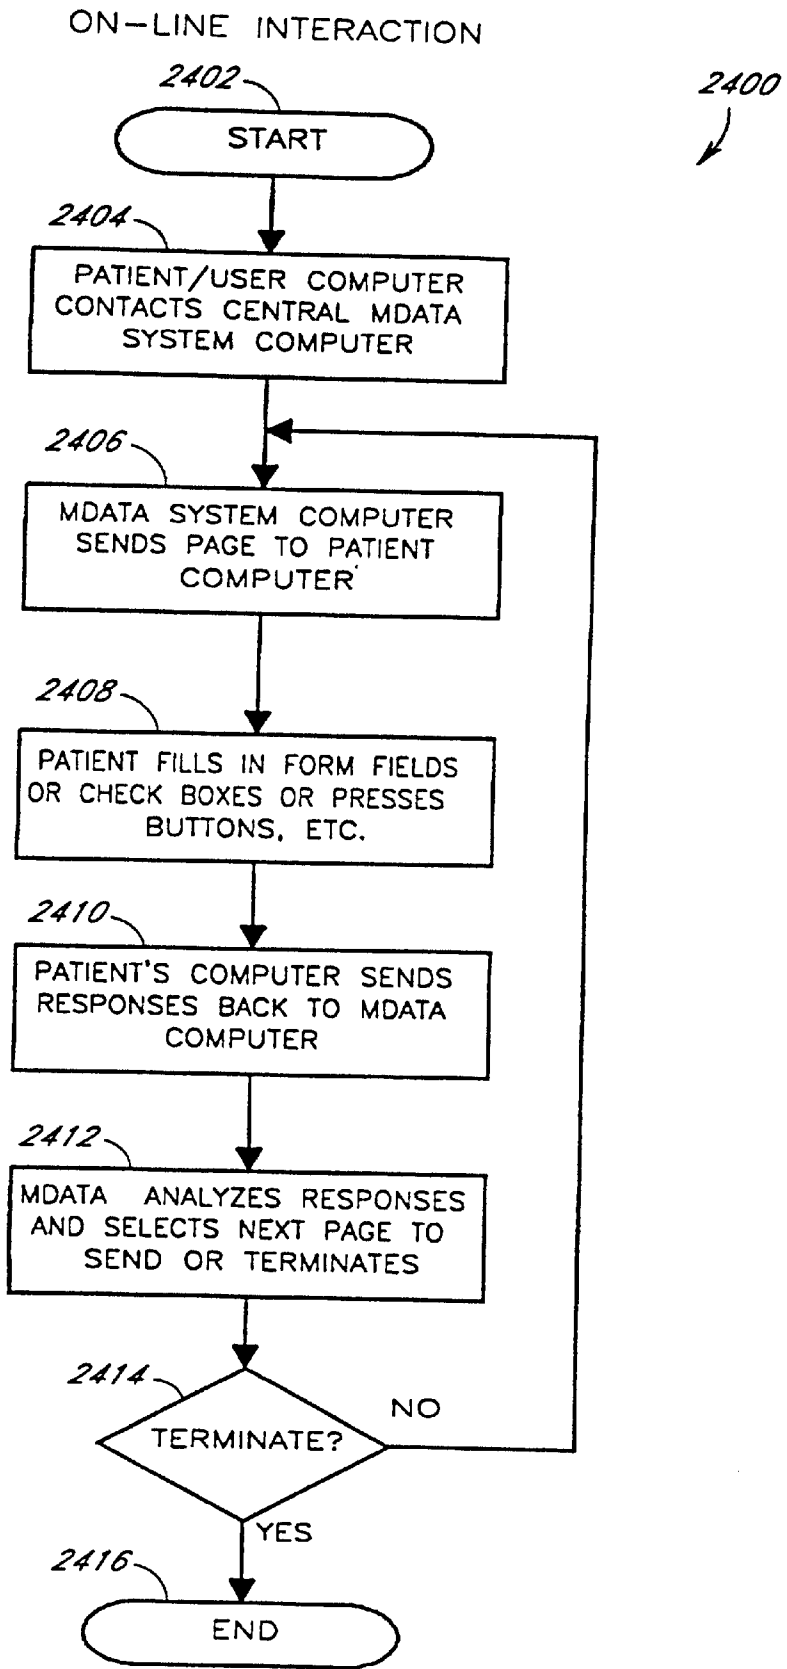 ON-LINE INTERACTION
2400
2402
START
2404
PATIENT/USER COMPUTER
CONTACTS CENTRAL MDATA
SYSTEM COMPUTER
2406
MDATA SYSTEM COMPUTER
SENDS PAGE TO PATIENT
COMPUTER
2408
PATIENT FILLS IN FORM FIELDS
OR CHECK BOXES OR PRESSES
BUTTONS, ETC.
2410
PATIENT'S COMPUTER SENDS
RESPONSES BACK TO MDATA
COMPUTER
2412
MDATA ANALYZES RESPONSES
AND SELECTS NEXT PAGE TO
SEND OR TERMINATES
2414
TERMINATE?
NO
YES
2416
END